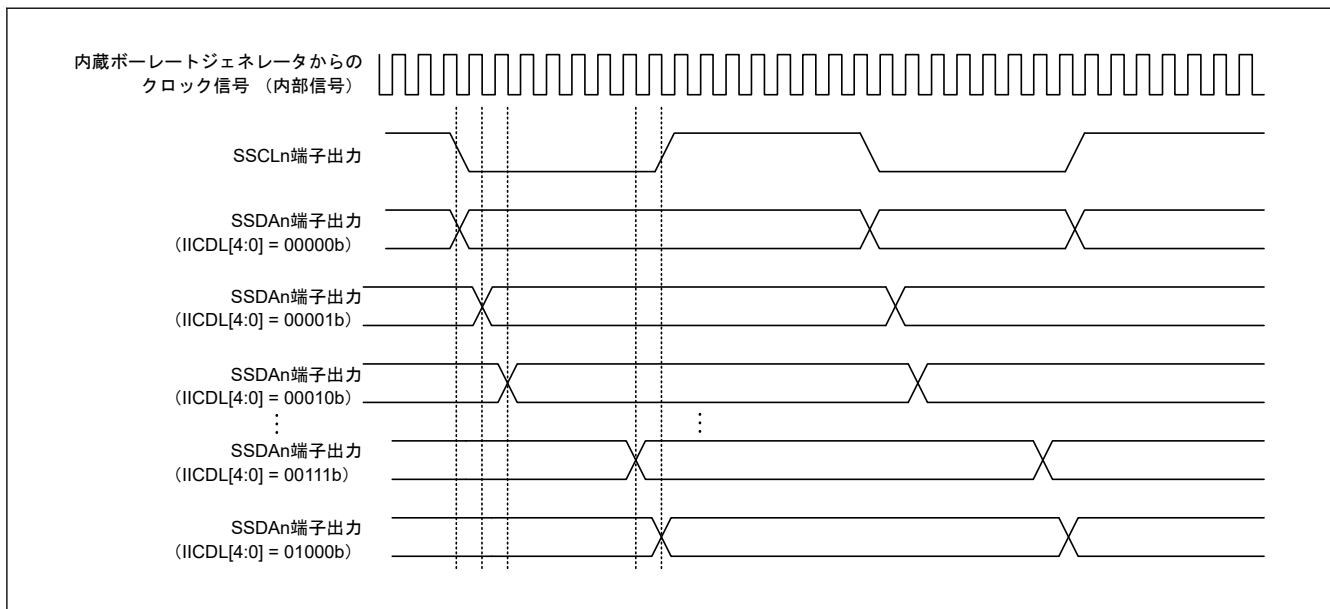 内蔵ボーレートジェネレータからの
クロック信号 （内部信号）
SSCLn端子出力
SSDAn端子出力
（IICDL[4:0] = 00000b）
SSDAn端子出力
（IICDL[4:0] = 00001b）
SSDAn端子出力
（IICDL[4:0] = 00010b）
SSDAn端子出力
（IICDL[4:0] = 00111b）
SSDAn端子出力
（IICDL[4:0] = 01000b）